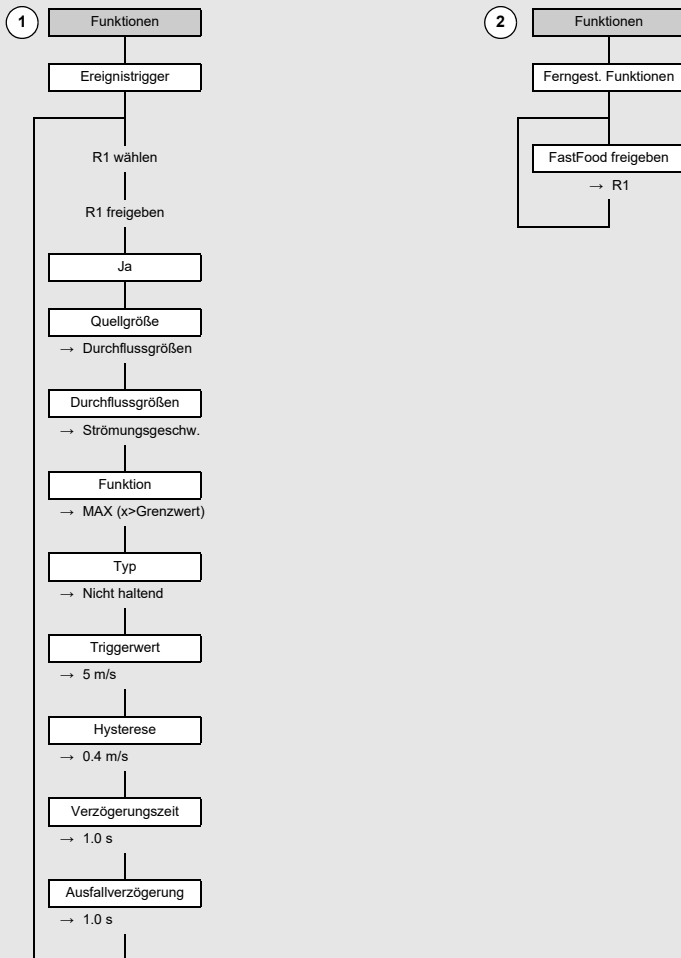 1
Funktionen
Ereignistrigger
R1 wählen
R1 freigeben
Ja
Quellgröße
→ Durchflussgrößen
Durchflussgrößen
→ Strömungsgeschw.
Funktion
→ MAX (x>Grenzwert)
Typ
→ Nicht haltend
Triggerwert
→ 5 m/s
Hysterese
→ 0.4 m/s
Verzögerungszeit
→ 1.0 s
Ausfallverzögerung
→ 1.0 s
2
Funktionen
Ferngest. Funktionen
FastFood freigeben
→ R1